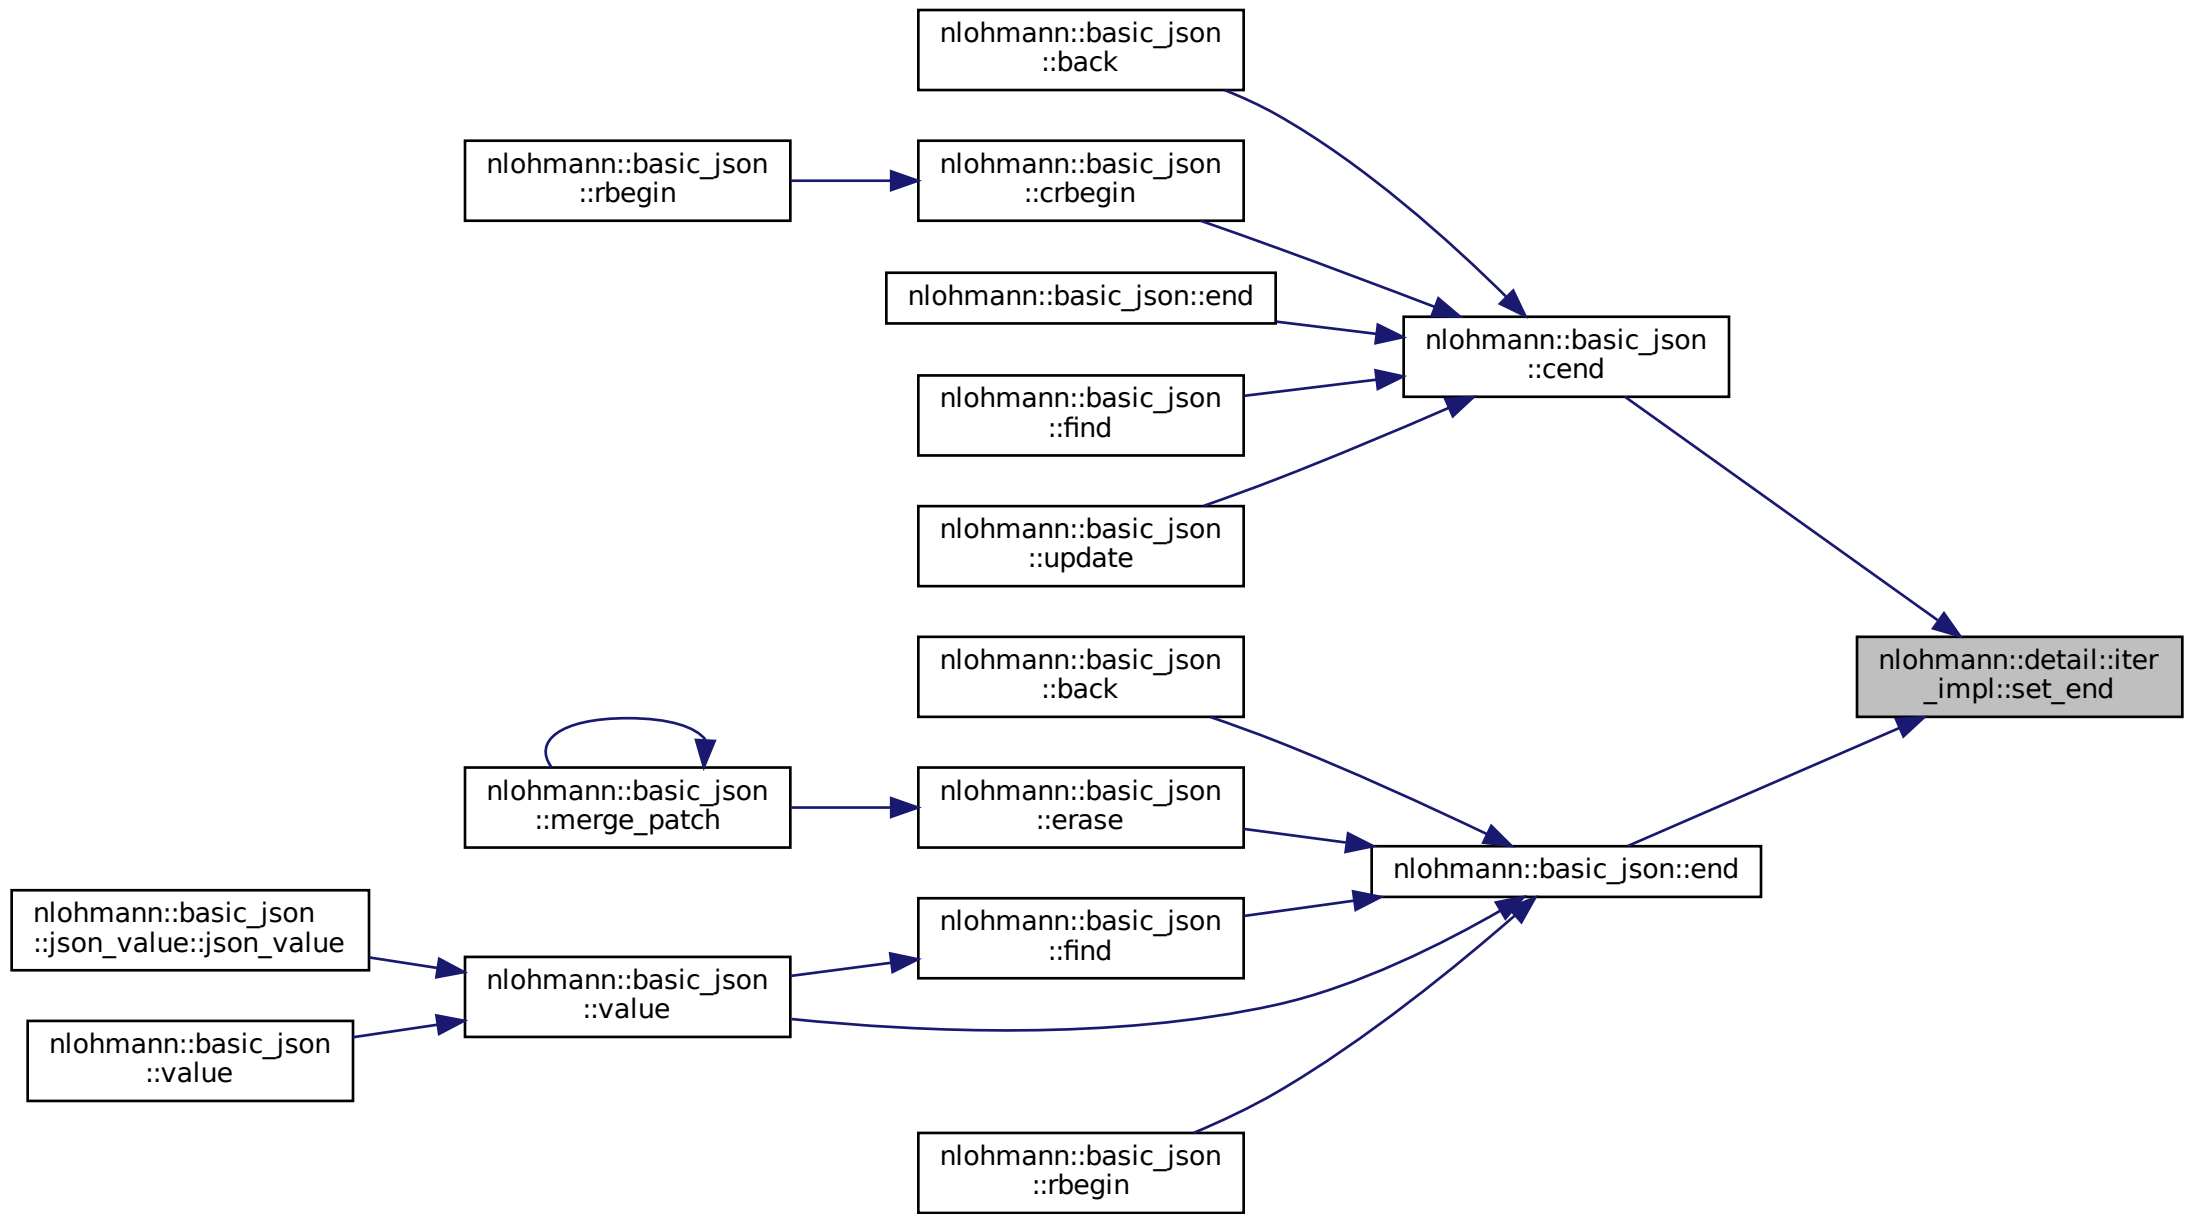 nlohmann::basic_json
::back
nlohmann::basic_json
::rbegin
nlohmann::basic_json
::crbegin
nlohmann::basic_json::end
nlohmann::basic_json
::cend
nlohmann::basic_json
::find
nlohmann::basic_json
::update
nlohmann::detail::iter
_impl::set_end
nlohmann::basic_json
::back
nlohmann::basic_json
::merge_patch
nlohmann::basic_json
::erase
nlohmann::basic_json::end
nlohmann::basic_json
::json_value::json_value
nlohmann::basic_json
::find
nlohmann::basic_json
::value
nlohmann::basic_json
::value
nlohmann::basic_json
::rbegin